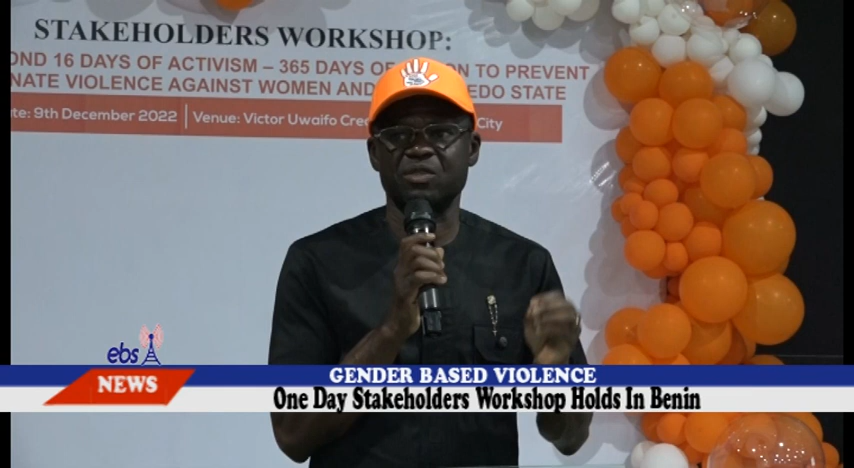 STAKEHOLDERS WORKSHOP:
OND 16 DAYS OF ACTIVISM – 365 DAYS OF ON TO PREVENT
NATE VIOLENCE AGAINST WOMEN AND EDO STATE
ate: 9th December 2022 | Venue: Victor Uwaifo Cre City
ebs
NEWS
GENDER BASED VIOLENCE
One Day Stakeholders Workshop Holds In Benin